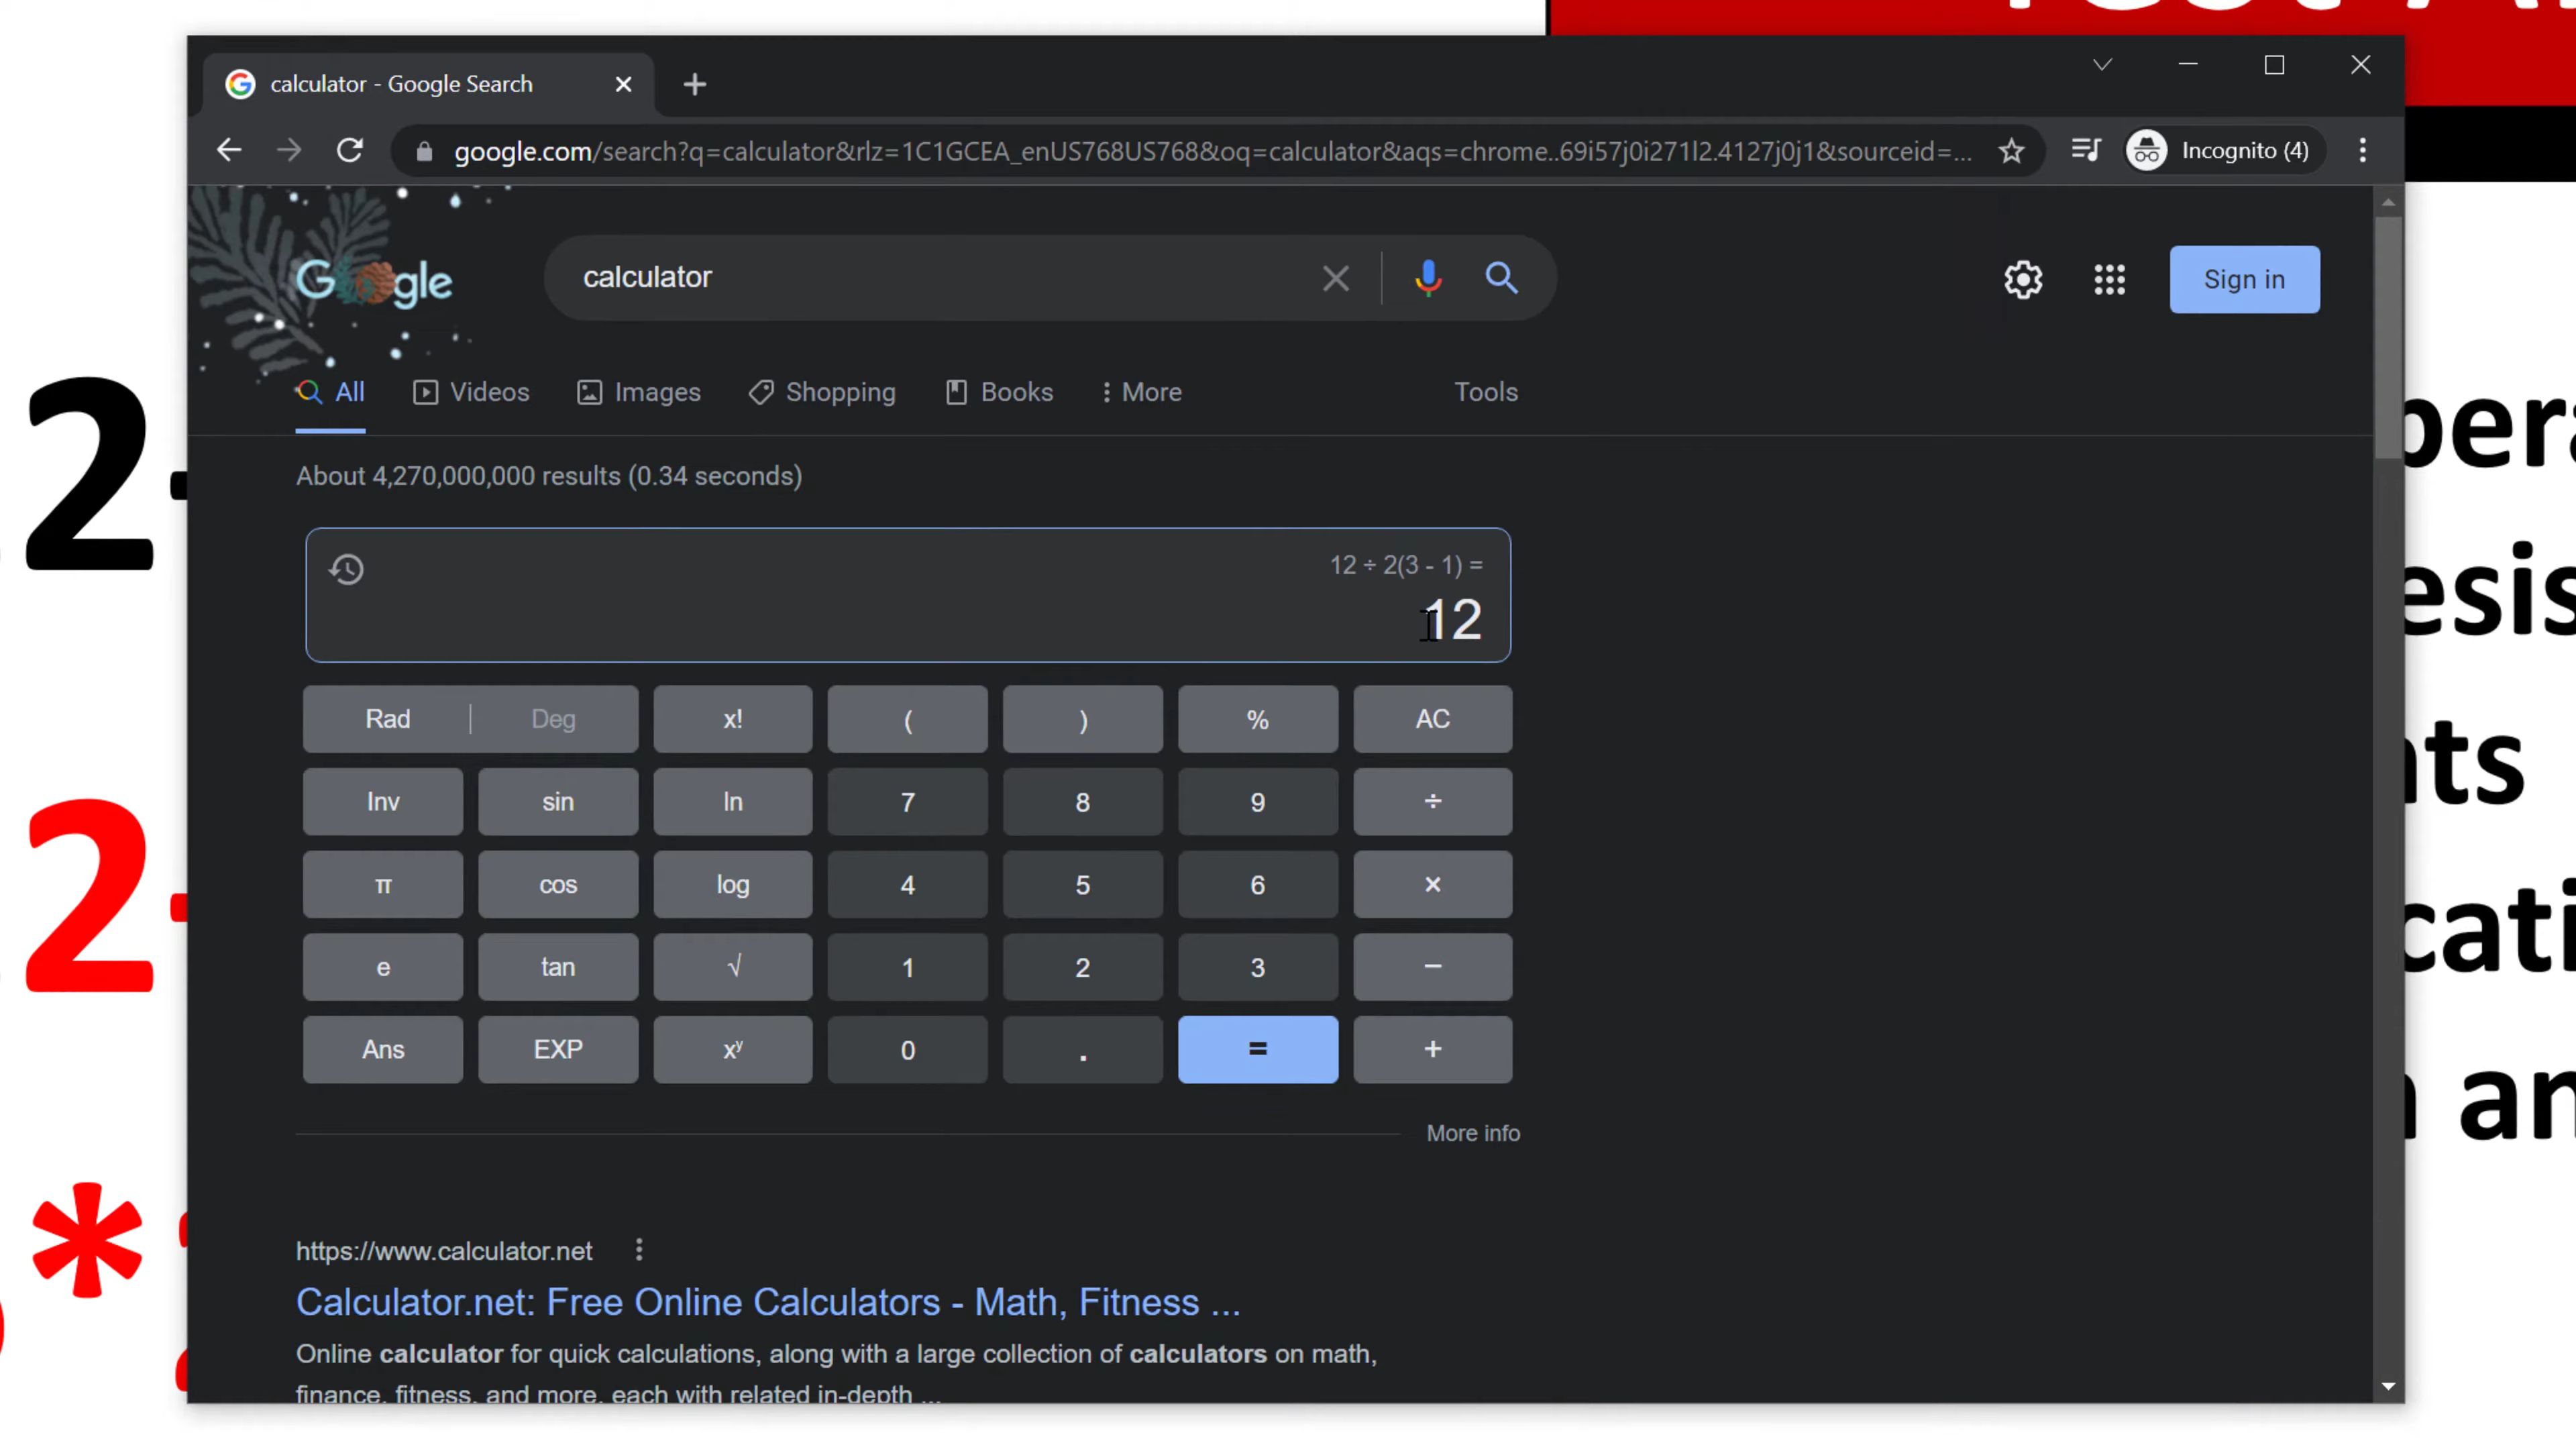 calculator - Google Search
google.com/search?q=calculator&rlz=1C1GCEA_enUS768US768&oq=calculator&aqs=chrome..69i57j0i271l2.4127j0j1&sourceid=...
Incognito (4)
Google
calculator
Sign in
All Videos Images Shopping Books More Tools
About 4,270,000,000 results (0.34 seconds)
12 ÷ 2(3 - 1) =
12
Rad | Deg x! ( ) % AC
Inv sin ln 7 8 9 ÷
π cos log 4 5 6 ×
e tan √ 1 2 3 −
Ans EXP xʸ 0 . = +
More info
https://www.calculator.net
Calculator.net: Free Online Calculators - Math, Fitness ...
Online calculator for quick calculations, along with a large collection of calculators on math,
finance, fitness, and more, each with related in-depth ...
2
2
*
an